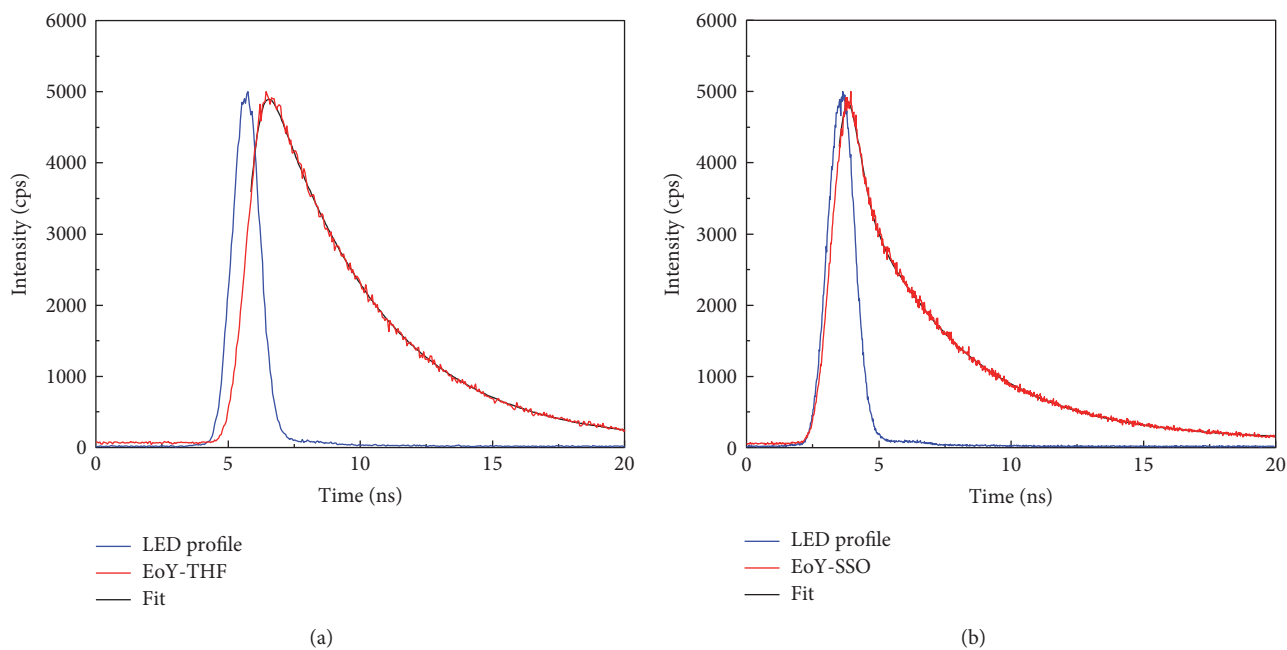 6000
5000
4000
3000
2000
1000
0
Intensity (cps)
0 5 10 15 20
Time (ns)
LED profile
EoY-THF
Fit
(a)
6000
5000
4000
3000
2000
1000
0
Intensity (cps)
0 5 10 15 20
Time (ns)
LED profile
EoY-SSO
Fit
(b)